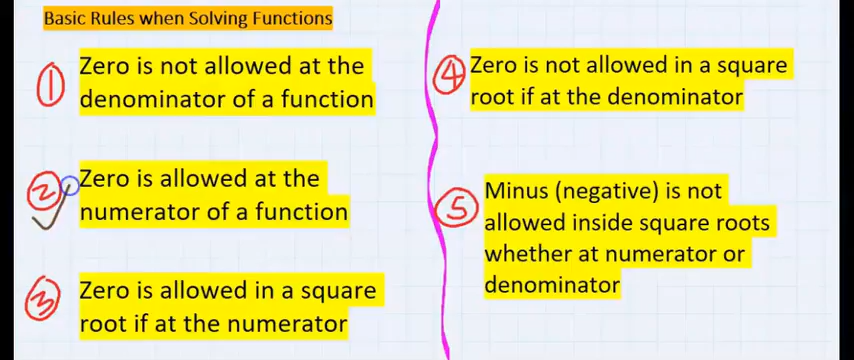 Basic Rules when Solving Functions
1
Zero is not allowed at the
denominator of a function
2
Zero is allowed at the
numerator of a function
3
Zero is allowed in a square
root if at the numerator
4
Zero is not allowed in a square
root if at the denominator
5
Minus (negative) is not
allowed inside square roots
whether at numerator or
denominator